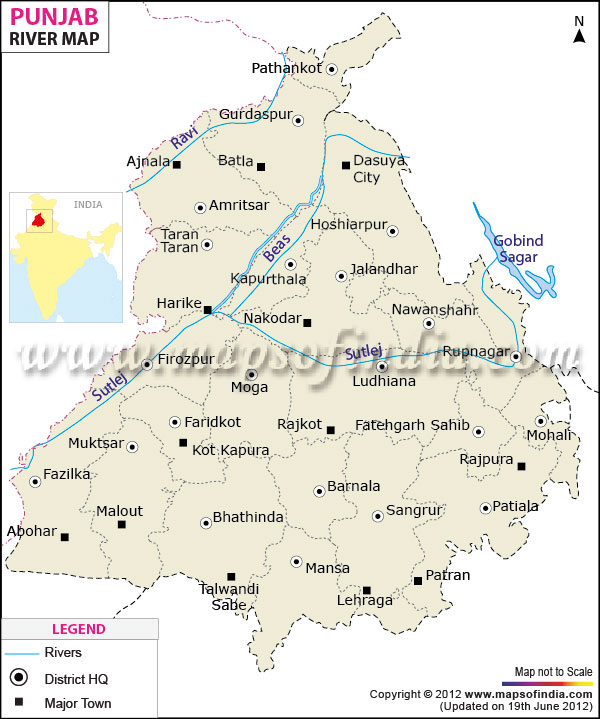 PUNJAB
RIVER MAP
N
Pathankot
Gurdaspur
Ravi
Ajnala
Batla
Dasuya
City
INDIA
Amritsar
Hoshiarpur
Gobind
Sagar
Taran
Taran
Beas
Kapurthala
Jalandhar
Harike
Nakodar
Nawanshahr
www.mapsofindia.com
Sutlej
Rupnagar
Firozpur
Sutlej
Moga
Ludhiana
Faridkot
Rajkot
Fatehgarh Sahib
Mohali
Muktsar
Kot Kapura
Rajpura
Fazilka
Barnala
Malout
Bhathinda
Sangrur
Patiala
Abohar
Mansa
Talwandi
Sabe
Patran
Lehraga
LEGEND
Rivers
District HQ
Major Town
Map not to Scale
Copyright © 2012 www.mapsofindia.com
(Updated on 19th June 2012)